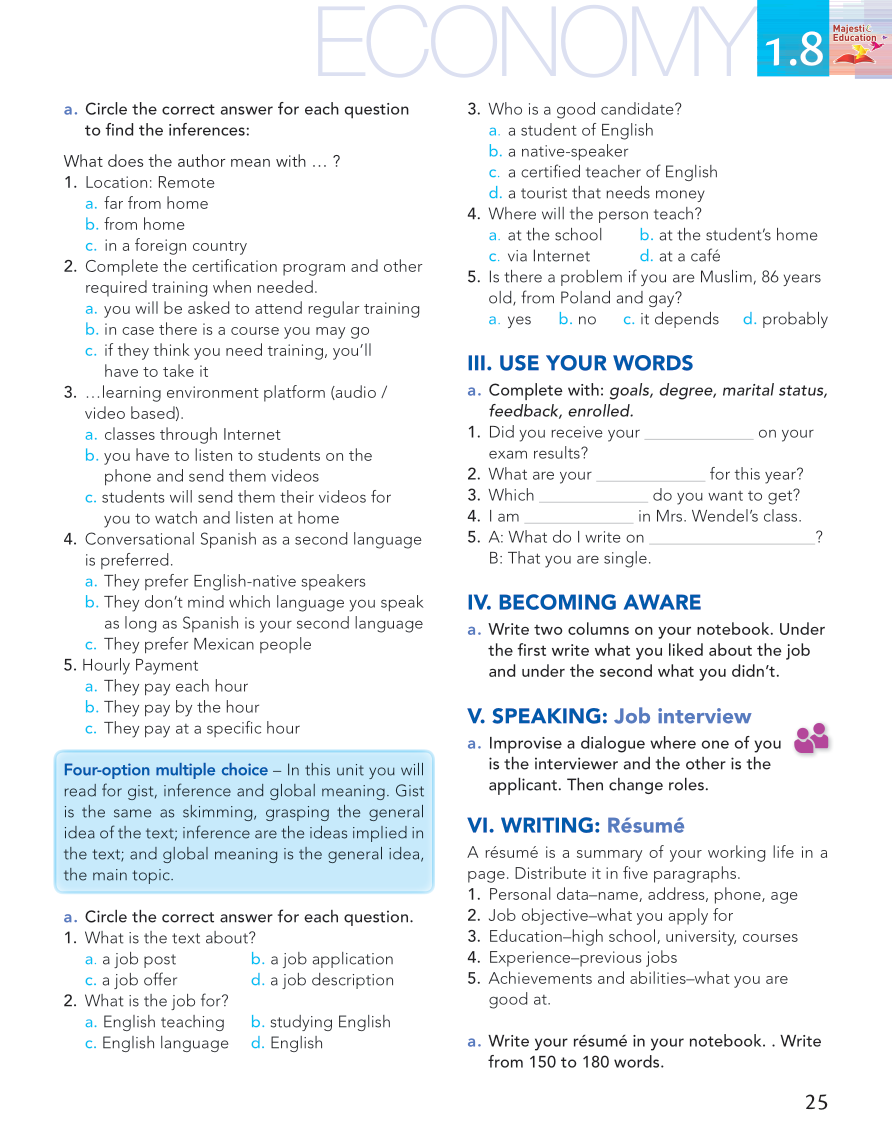 ECONOMY
1.8
Majestic
Education
a. Circle the correct answer for each question
to find the inferences:
What does the author mean with … ?
1. Location: Remote
a. far from home
b. from home
c. in a foreign country
2. Complete the certification program and other
required training when needed.
a. you will be asked to attend regular training
b. in case there is a course you may go
c. if they think you need training, you’ll
have to take it
3. …learning environment platform (audio /
video based).
a. classes through Internet
b. you have to listen to students on the
phone and send them videos
c. students will send them their videos for
you to watch and listen at home
4. Conversational Spanish as a second language
is preferred.
a. They prefer English-native speakers
b. They don’t mind which language you speak
as long as Spanish is your second language
c. They prefer Mexican people
5. Hourly Payment
a. They pay each hour
b. They pay by the hour
c. They pay at a specific hour
Four-option multiple choice – In this unit you will
read for gist, inference and global meaning. Gist
is the same as skimming, grasping the general
idea of the text; inference are the ideas implied in
the text; and global meaning is the general idea,
the main topic.
a. Circle the correct answer for each question.
1. What is the text about?
a. a job post b. a job application
c. a job offer d. a job description
2. What is the job for?
a. English teaching b. studying English
c. English language d. English
3. Who is a good candidate?
a. a student of English
b. a native-speaker
c. a certified teacher of English
d. a tourist that needs money
4. Where will the person teach?
a. at the school b. at the student’s home
c. via Internet d. at a café
5. Is there a problem if you are Muslim, 86 years
old, from Poland and gay?
a. yes b. no c. it depends d. probably
III. USE YOUR WORDS
a. Complete with: goals, degree, marital status,
feedback, enrolled.
1. Did you receive your ____________ on your
exam results?
2. What are your ____________ for this year?
3. Which ____________ do you want to get?
4. I am ____________ in Mrs. Wendel’s class.
5. A: What do I write on __________________?
B: That you are single.
IV. BECOMING AWARE
a. Write two columns on your notebook. Under
the first write what you liked about the job
and under the second what you didn’t.
V. SPEAKING: Job interview
a. Improvise a dialogue where one of you
is the interviewer and the other is the
applicant. Then change roles.
VI. WRITING: Résumé
A résumé is a summary of your working life in a
page. Distribute it in five paragraphs.
1. Personal data–name, address, phone, age
2. Job objective–what you apply for
3. Education–high school, university, courses
4. Experience–previous jobs
5. Achievements and abilities–what you are
good at.
a. Write your résumé in your notebook. . Write
from 150 to 180 words.
25